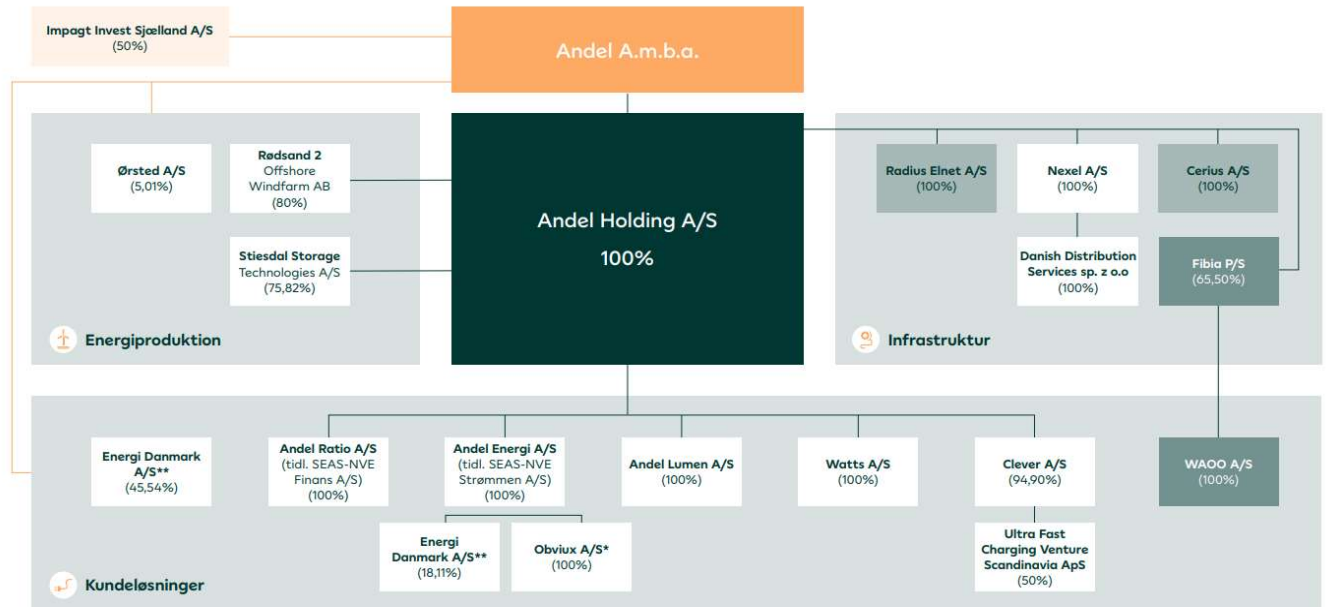 Impagt Invest Sjælland A/S
(50%)
Andel A.m.b.a.
Andel Holding A/S
100%
Ørsted A/S
(5,01%)
Rødsand 2
Offshore
Windfarm AB
(80%)
Stiesdal Storage
Technologies A/S
(75,82%)
Energiproduktion
Radius Elnet A/S
(100%)
Nexel A/S
(100%)
Cerius A/S
(100%)
Danish Distribution
Services sp. z o.o
(100%)
Fibia P/S
(65,50%)
Infrastruktur
Energi Danmark
A/S**
(45,54%)
Andel Ratio A/S
(tidl. SEAS-NVE
Finans A/S)
(100%)
Andel Energi A/S
(tidl. SEAS-NVE
Strømmen A/S)
(100%)
Andel Lumen A/S
(100%)
Watts A/S
(100%)
Clever A/S
(94,90%)
WAOO A/S
(100%)
Energi
Danmark A/S**
(18,11%)
Obviux A/S*
(100%)
Ultra Fast
Charging Venture
Scandinavia ApS
(50%)
Kundeløsninger